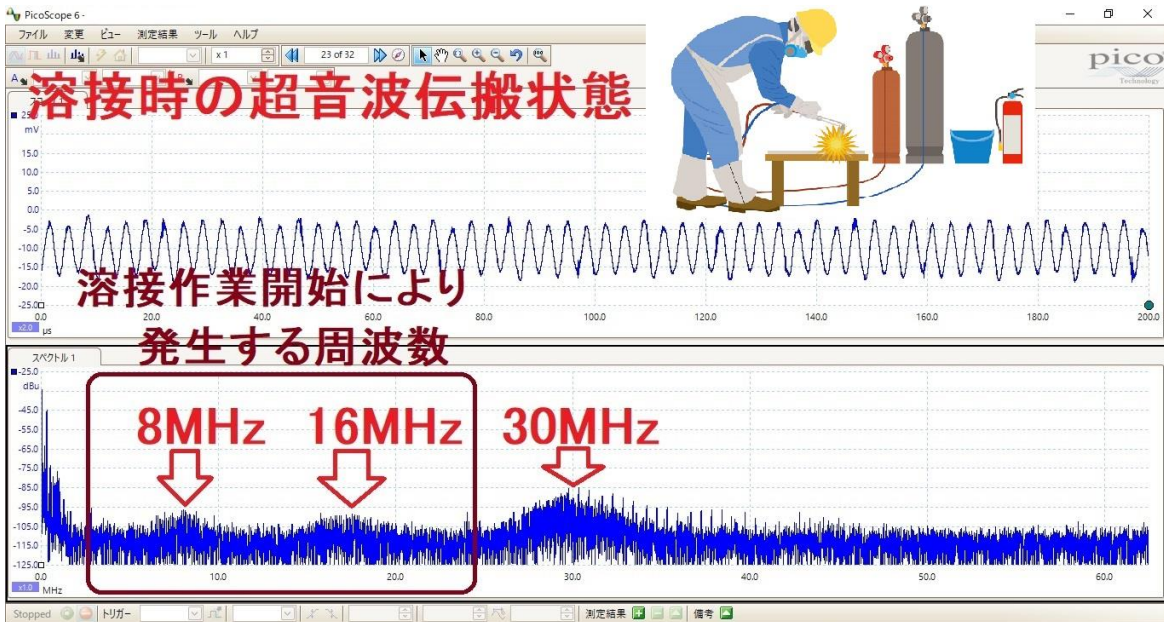 PicoScope 6 -
ファイル 変更 ビュー 測定結果 ツール ヘルプ
x 1 23 of 32
pico
Technology
A
溶接時の超音波伝搬状態
25.0
mV
15.0
10.0
5.0
0.0
-5.0
-10.0
-15.0
-20.0
-25.0
0.0 20.0 40.0 60.0 80.0 100.0 120.0 140.0 160.0 180.0 200.0
x2.0 µs
溶接作業開始により
発生する周波数
スペクトル 1
-25.0
dBu
-45.0
-55.0
-65.0
-75.0
-85.0
-95.0
-105.0
-115.0
-125.0
8MHz 16MHz 30MHz
0.0 10.0 20.0 30.0 40.0 50.0 60.0
x1.0 MHz
Stopped トリガー 測定結果 備考